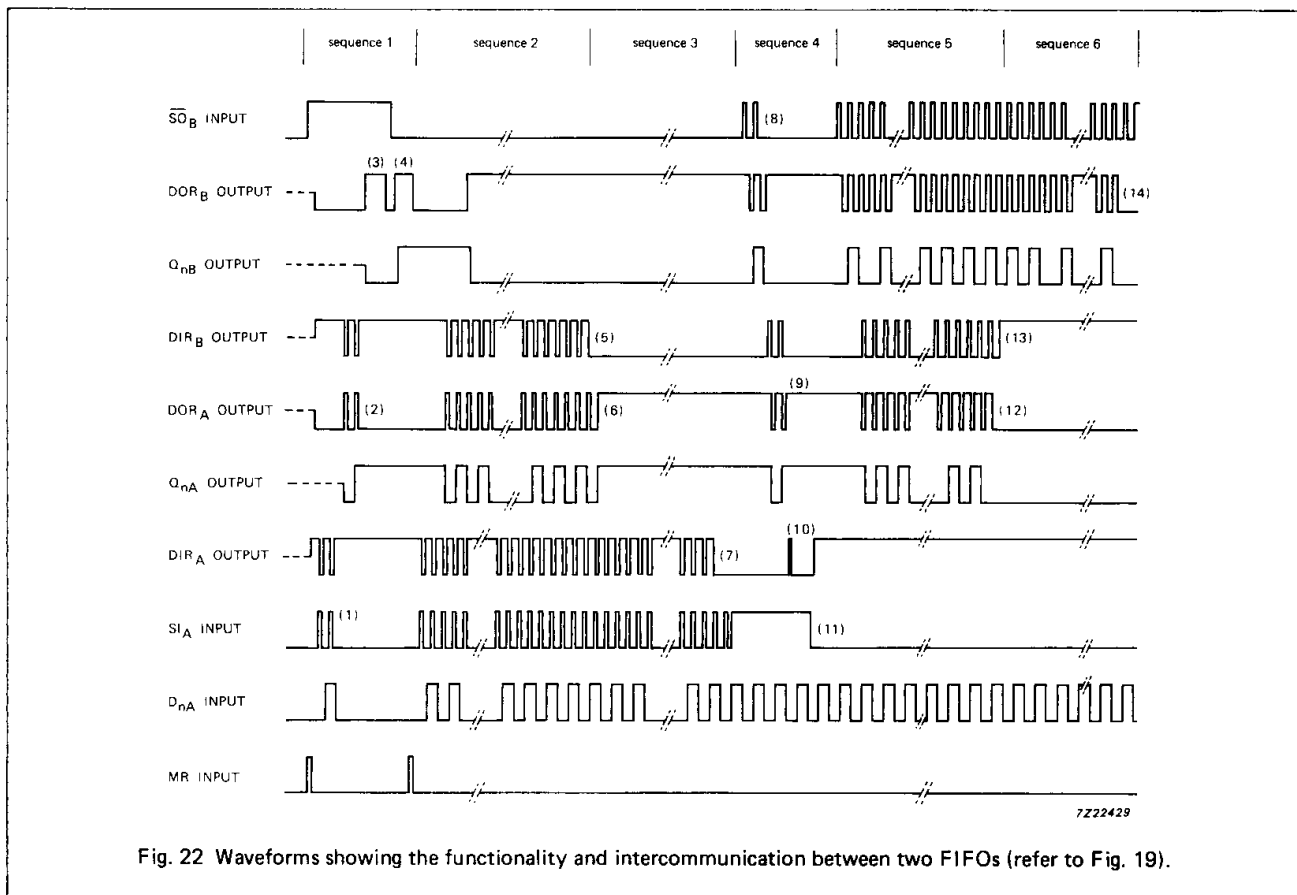 sequence 1 sequence 2 sequence 3 sequence 4 sequence 5 sequence 6
SO_B INPUT (8)
(3) (4)
DOR_B OUTPUT (14)
Q_nB OUTPUT
DIR_B OUTPUT (5) (13)
(9)
DOR_A OUTPUT (2) (6) (12)
Q_nA OUTPUT
(10)
DIR_A OUTPUT (7)
(1)
SI_A INPUT (11)
D_nA INPUT
MR INPUT
7Z22429
Fig. 22 Waveforms showing the functionality and intercommunication between two FIFOs (refer to Fig. 19).